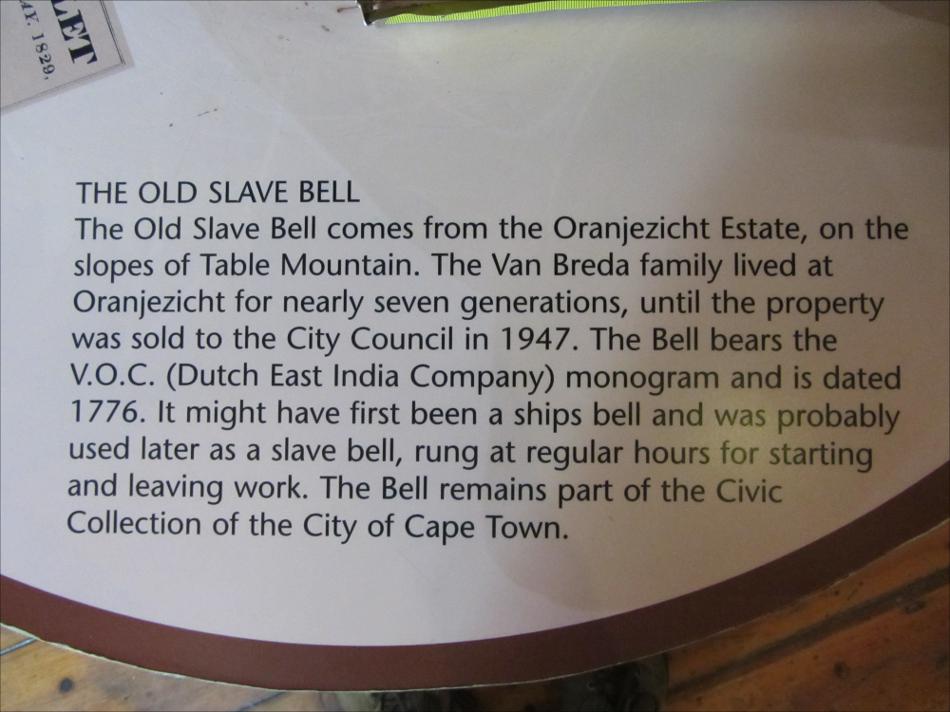 LET
AY. 1829,
THE OLD SLAVE BELL
The Old Slave Bell comes from the Oranjezicht Estate, on the
slopes of Table Mountain. The Van Breda family lived at
Oranjezicht for nearly seven generations, until the property
was sold to the City Council in 1947. The Bell bears the
V.O.C. (Dutch East India Company) monogram and is dated
1776. It might have first been a ships bell and was probably
used later as a slave bell, rung at regular hours for starting
and leaving work. The Bell remains part of the Civic
Collection of the City of Cape Town.